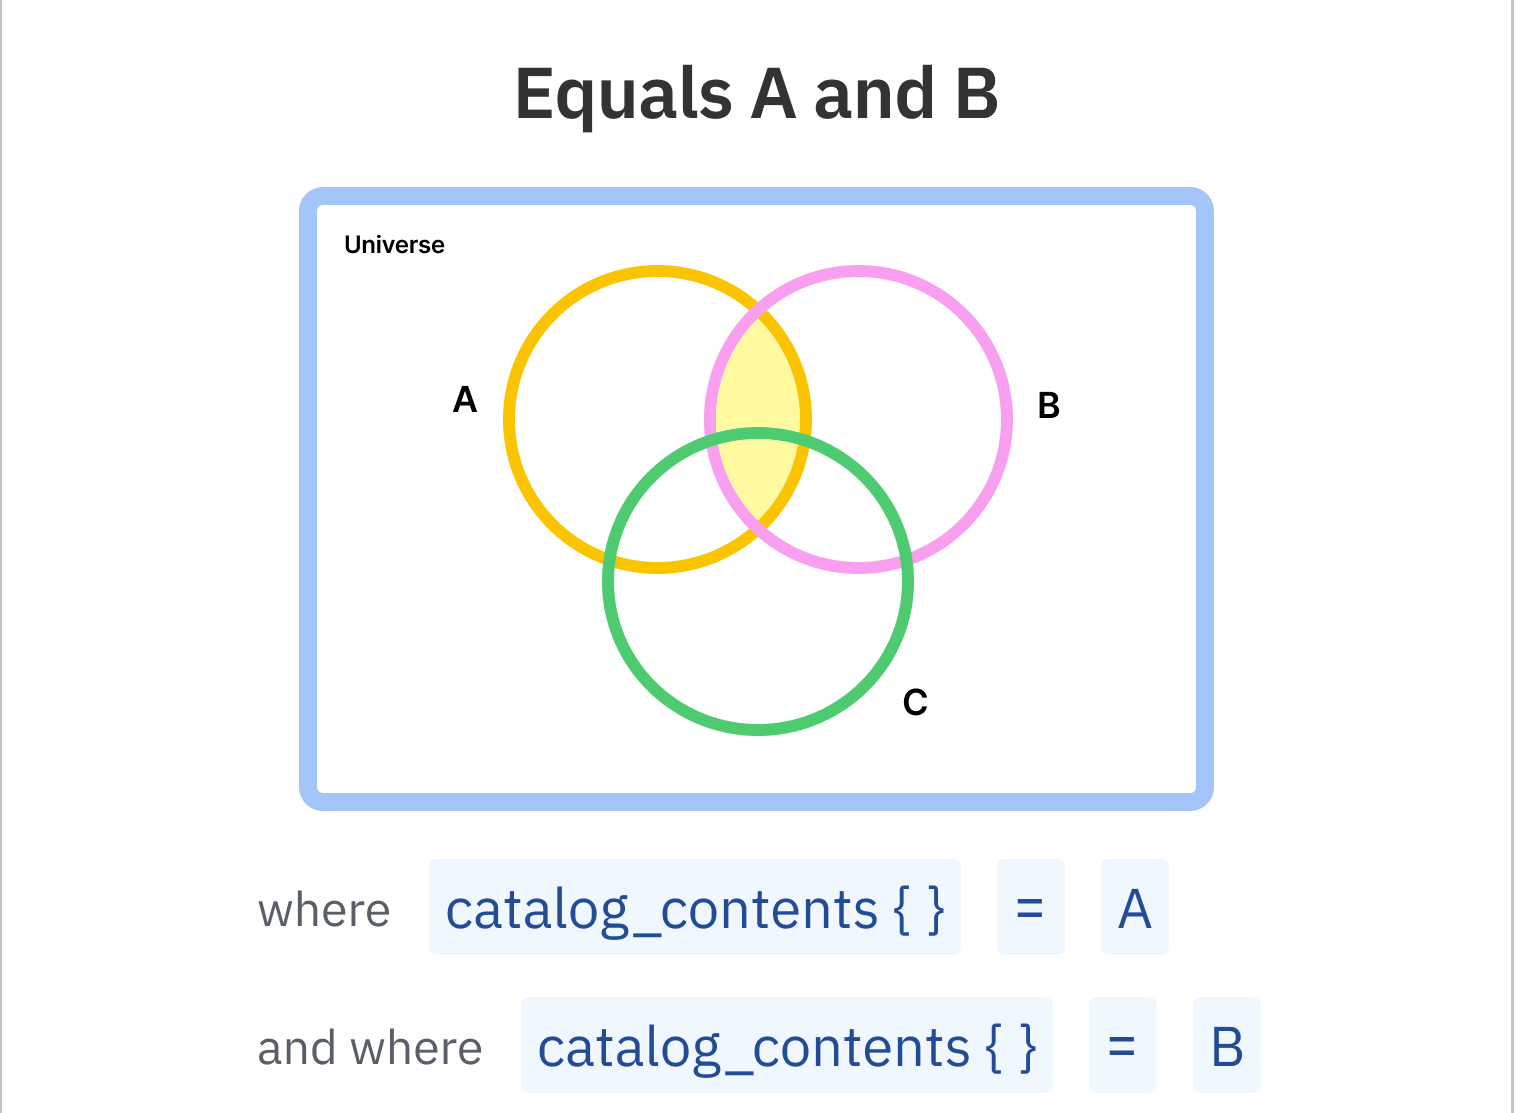 Equals A and B
Universe
A
B
C
where catalog_contents { } = A
and where catalog_contents { } = B